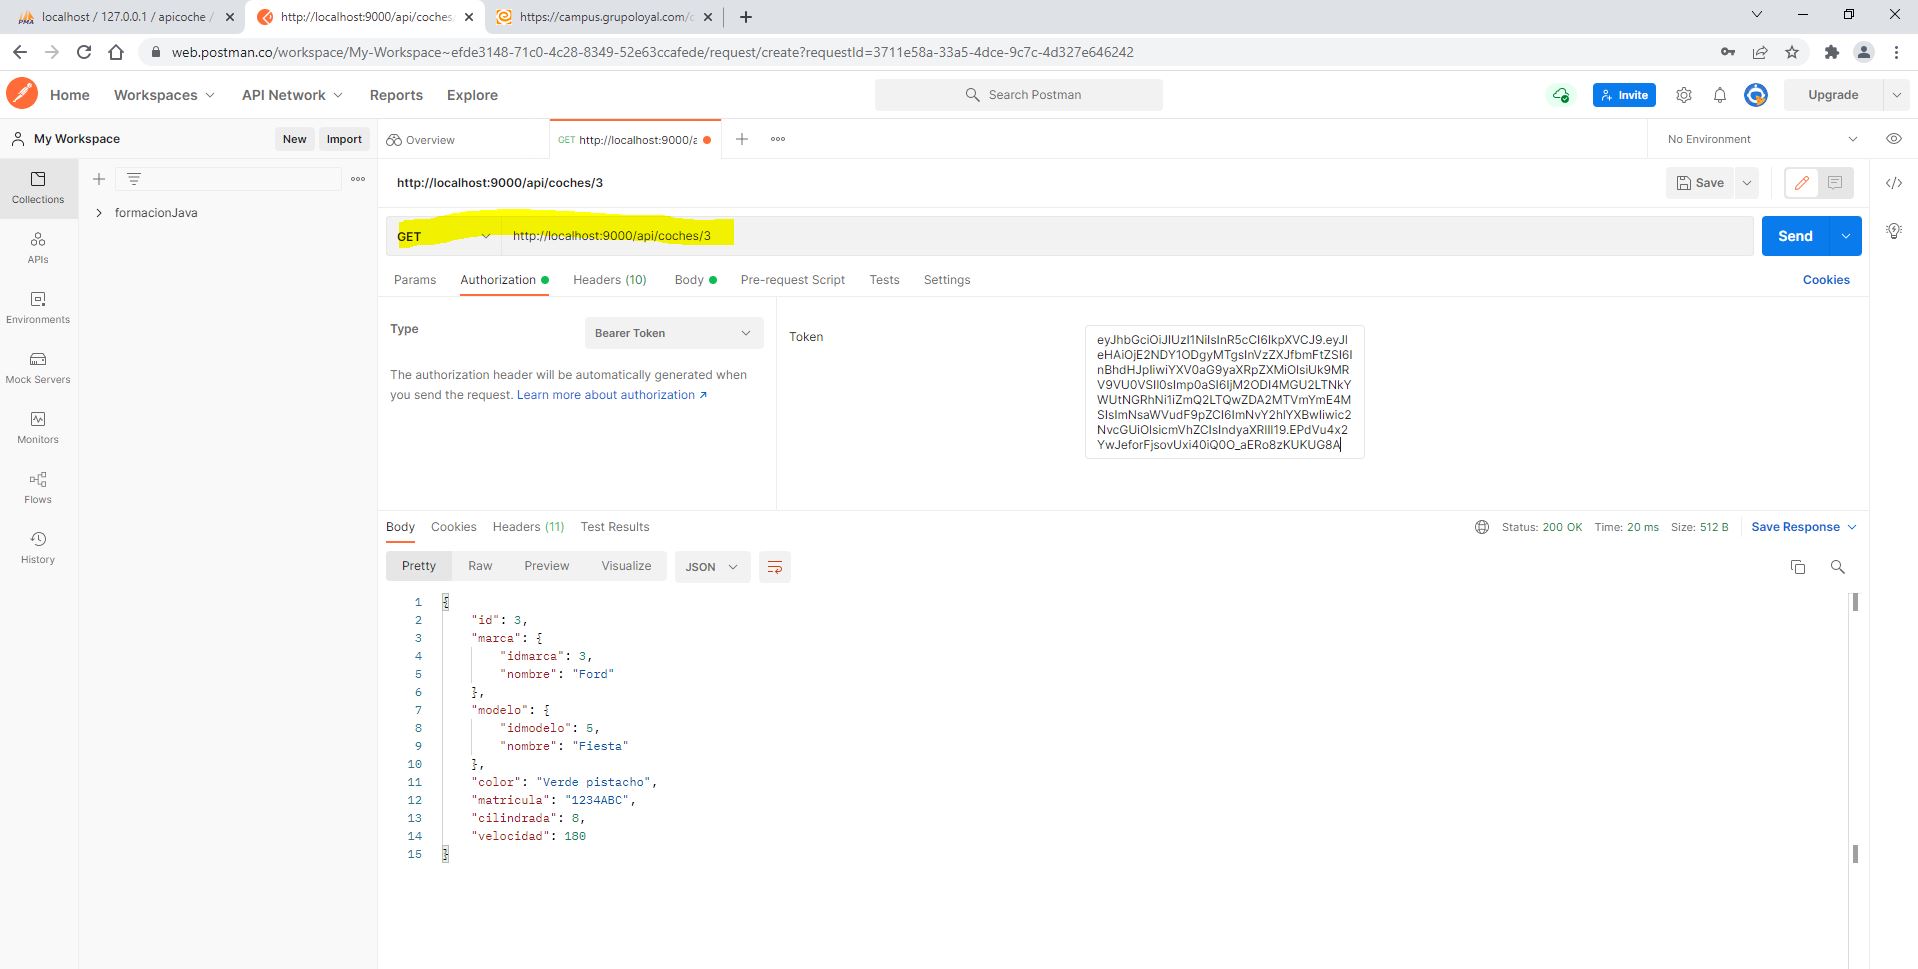 localhost / 127.0.0.1 / apicoche /
http://localhost:9000/api/coches
https://campus.grupoloyal.com/c
web.postman.co/workspace/My-Workspace~efde3148-71c0-4c28-8349-52e63ccafede/request/create?requestId=3711e58a-33a5-4dce-9c7c-4d327e646242
Home
Workspaces
API Network
Reports
Explore
Search Postman
Invite
Upgrade
My Workspace
New
Import
Overview
GET http://localhost:9000/a
No Environment
Collections
APIs
Environments
Mock Servers
Monitors
Flows
History
formacionJava
http://localhost:9000/api/coches/3
Save
GET
http://localhost:9000/api/coches/3
Send
Params
Authorization
Headers (10)
Body
Pre-request Script
Tests
Settings
Cookies
Type
Bearer Token
The authorization header will be automatically generated when
you send the request. Learn more about authorization ↗
Token
Body
Cookies
Headers (11)
Test Results
Status: 200 OK
Time: 20 ms
Size: 512 B
Save Response
Pretty
Raw
Preview
Visualize
JSON
1 {
2 "id": 3,
3 "marca": {
4 "idmarca": 3,
5 "nombre": "Ford"
6 },
7 "modelo": {
8 "idmodelo": 5,
9 "nombre": "Fiesta"
10 },
11 "color": "Verde pistacho",
12 "matricula": "1234ABC",
13 "cilindrada": 8,
14 "velocidad": 180
15 }